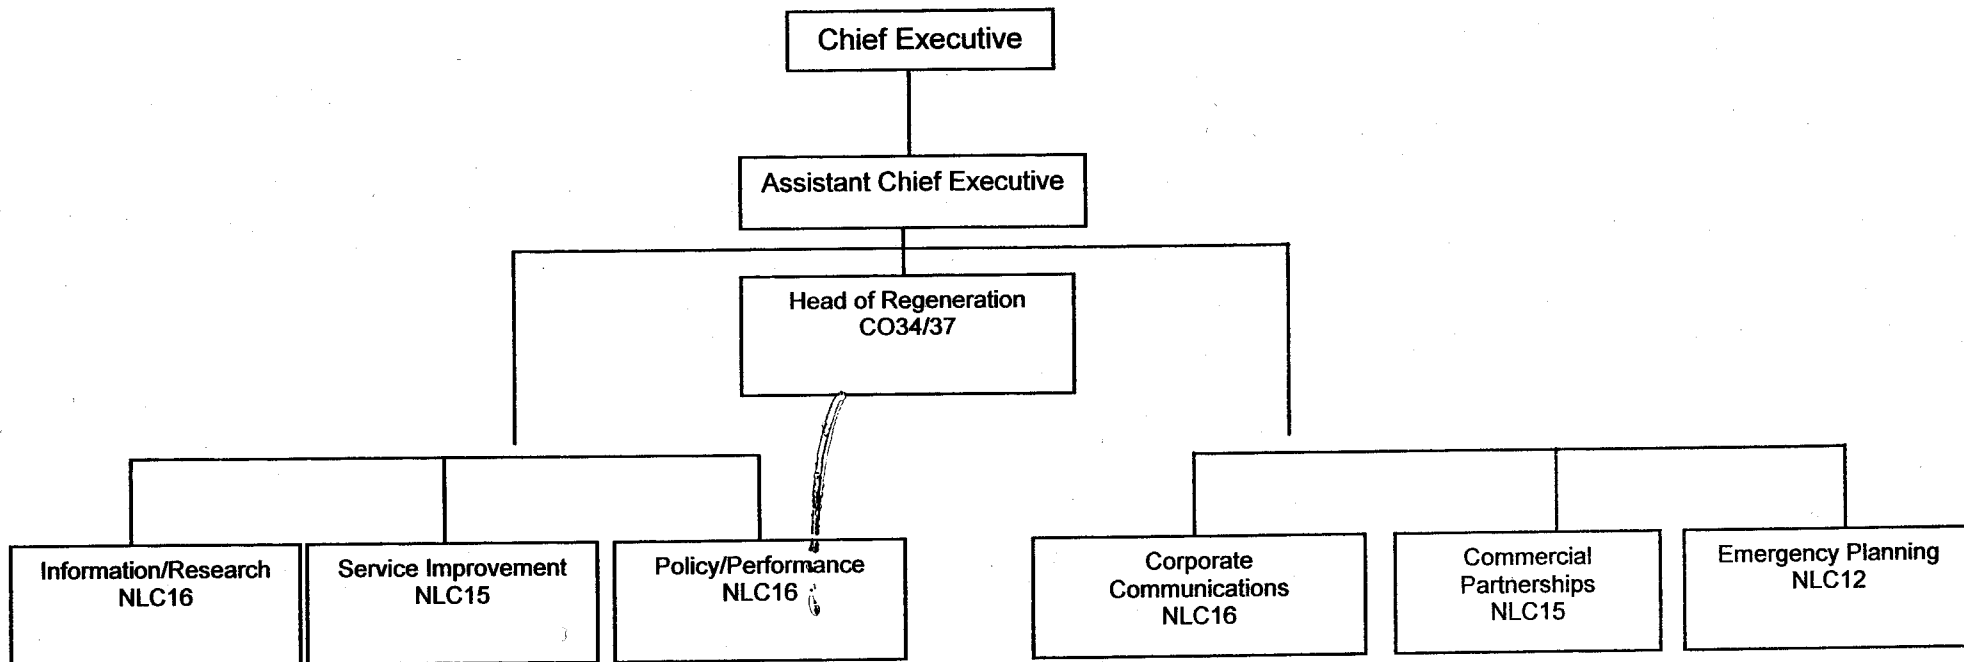 Chief Executive
Assistant Chief Executive
Head of Regeneration
CO34/37
Information/Research
NLC16
Service Improvement
NLC15
Policy/Performance
NLC16
Corporate
Communications
NLC16
Commercial
Partnerships
NLC15
Emergency Planning
NLC12